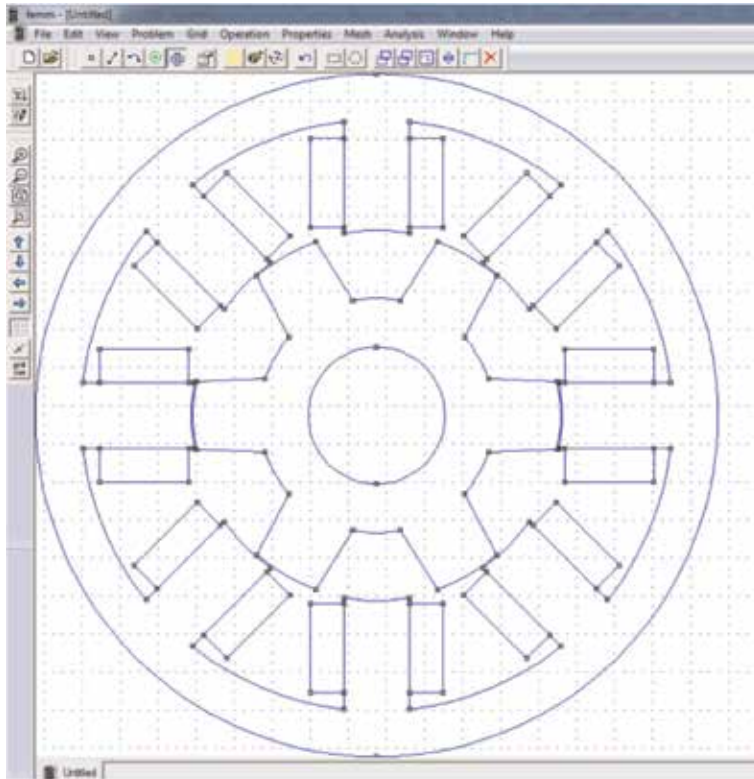 femm - [Untitled]
File Edit View Problem Grid Operation Properties Mesh Analysis Window Help
Untitled